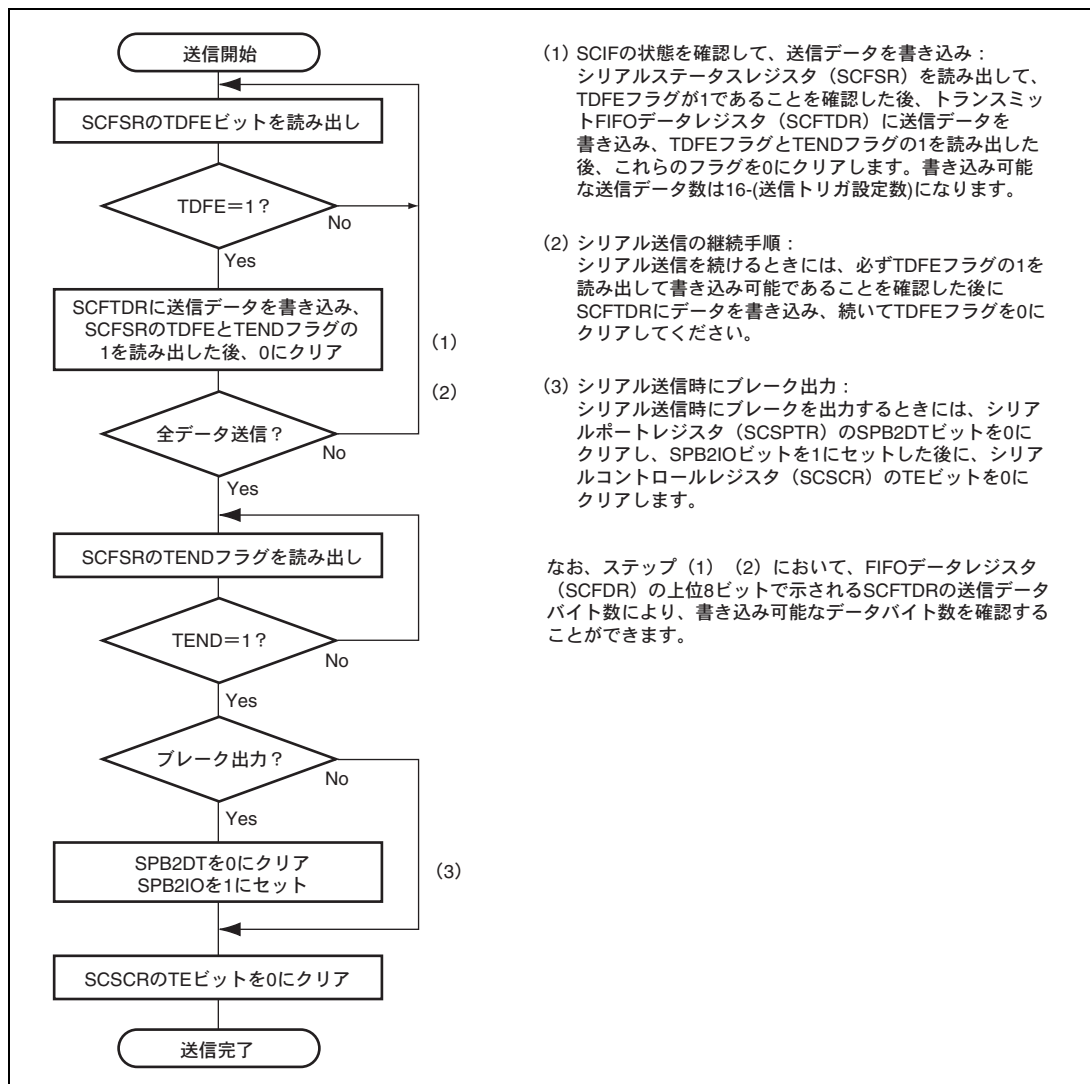 送信開始
SCFSRのTDFEビットを読み出し
TDFE＝1？
No
Yes
SCFTDRに送信データを書き込み、
SCFSRのTDFEとTENDフラグの
1を読み出した後、0にクリア
(1)
(2)
全データ送信？
No
Yes
SCFSRのTENDフラグを読み出し
TEND＝1？
No
Yes
ブレーク出力？
No
Yes
SPB2DTを0にクリア
SPB2IOを1にセット
(3)
SCSCRのTEビットを0にクリア
送信完了
(1) SCIFの状態を確認して、送信データを書き込み：
シリアルステータスレジスタ（SCFSR）を読み出して、
TDFEフラグが1であることを確認した後、トランスミッ
トFIFOデータレジスタ（SCFTDR）に送信データを
書き込み、TDFEフラグとTENDフラグの1を読み出した
後、これらのフラグを0にクリアします。書き込み可能
な送信データ数は16-(送信トリガ設定数)になります。
(2) シリアル送信の継続手順：
シリアル送信を続けるときには、必ずTDFEフラグの1を
読み出して書き込み可能であることを確認した後に
SCFTDRにデータを書き込み、続いてTDFEフラグを0に
クリアしてください。
(3) シリアル送信時にブレーク出力：
シリアル送信時にブレークを出力するときには、シリア
ルポートレジスタ（SCSPTR）のSPB2DTビットを0に
クリアし、SPB2IOビットを1にセットした後に、シリア
ルコントロールレジスタ（SCSCR）のTEビットを0に
クリアします。
なお、ステップ（1）（2）において、FIFOデータレジスタ
（SCFDR）の上位8ビットで示されるSCFTDRの送信データ
バイト数により、書き込み可能なデータバイト数を確認する
ことができます。